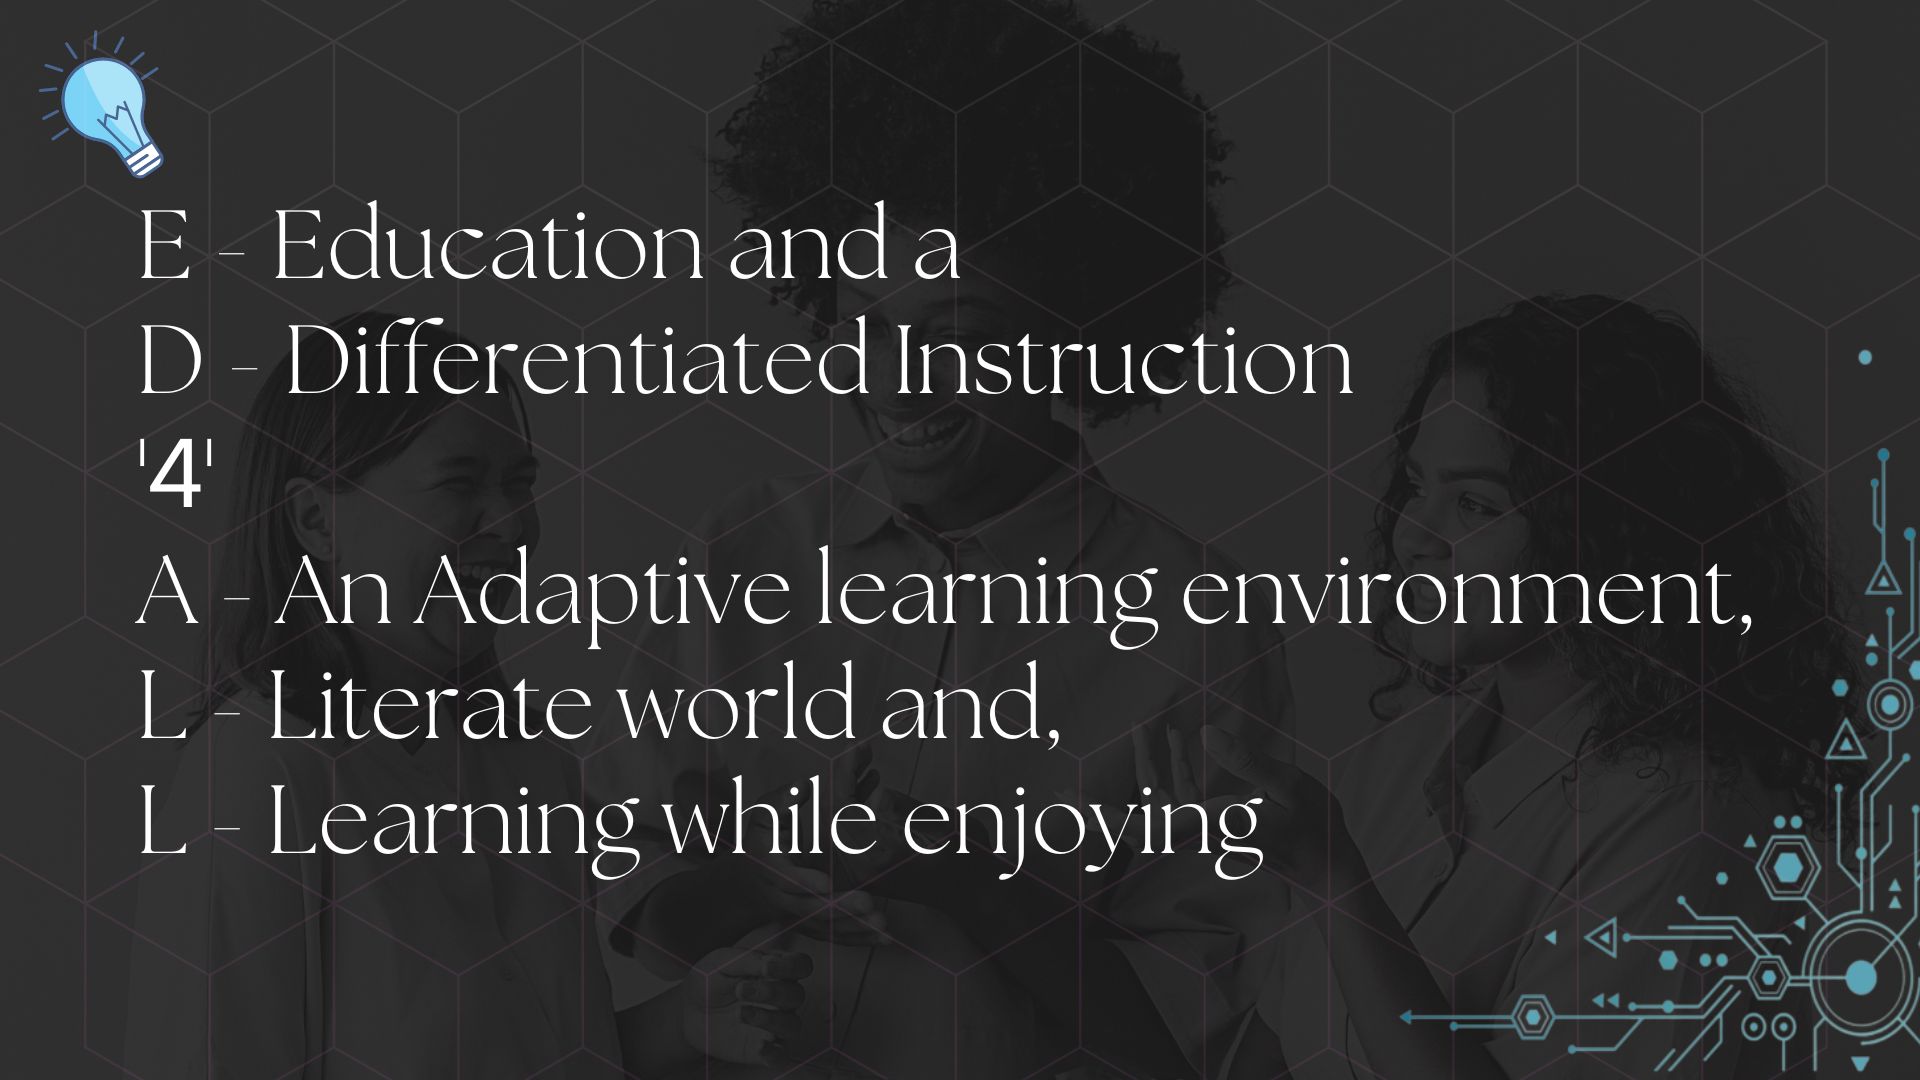 E - Education and a
D - Differentiated Instruction
'4'
A - An Adaptive learning environment,
L - Literate world and,
L - Learning while enjoying